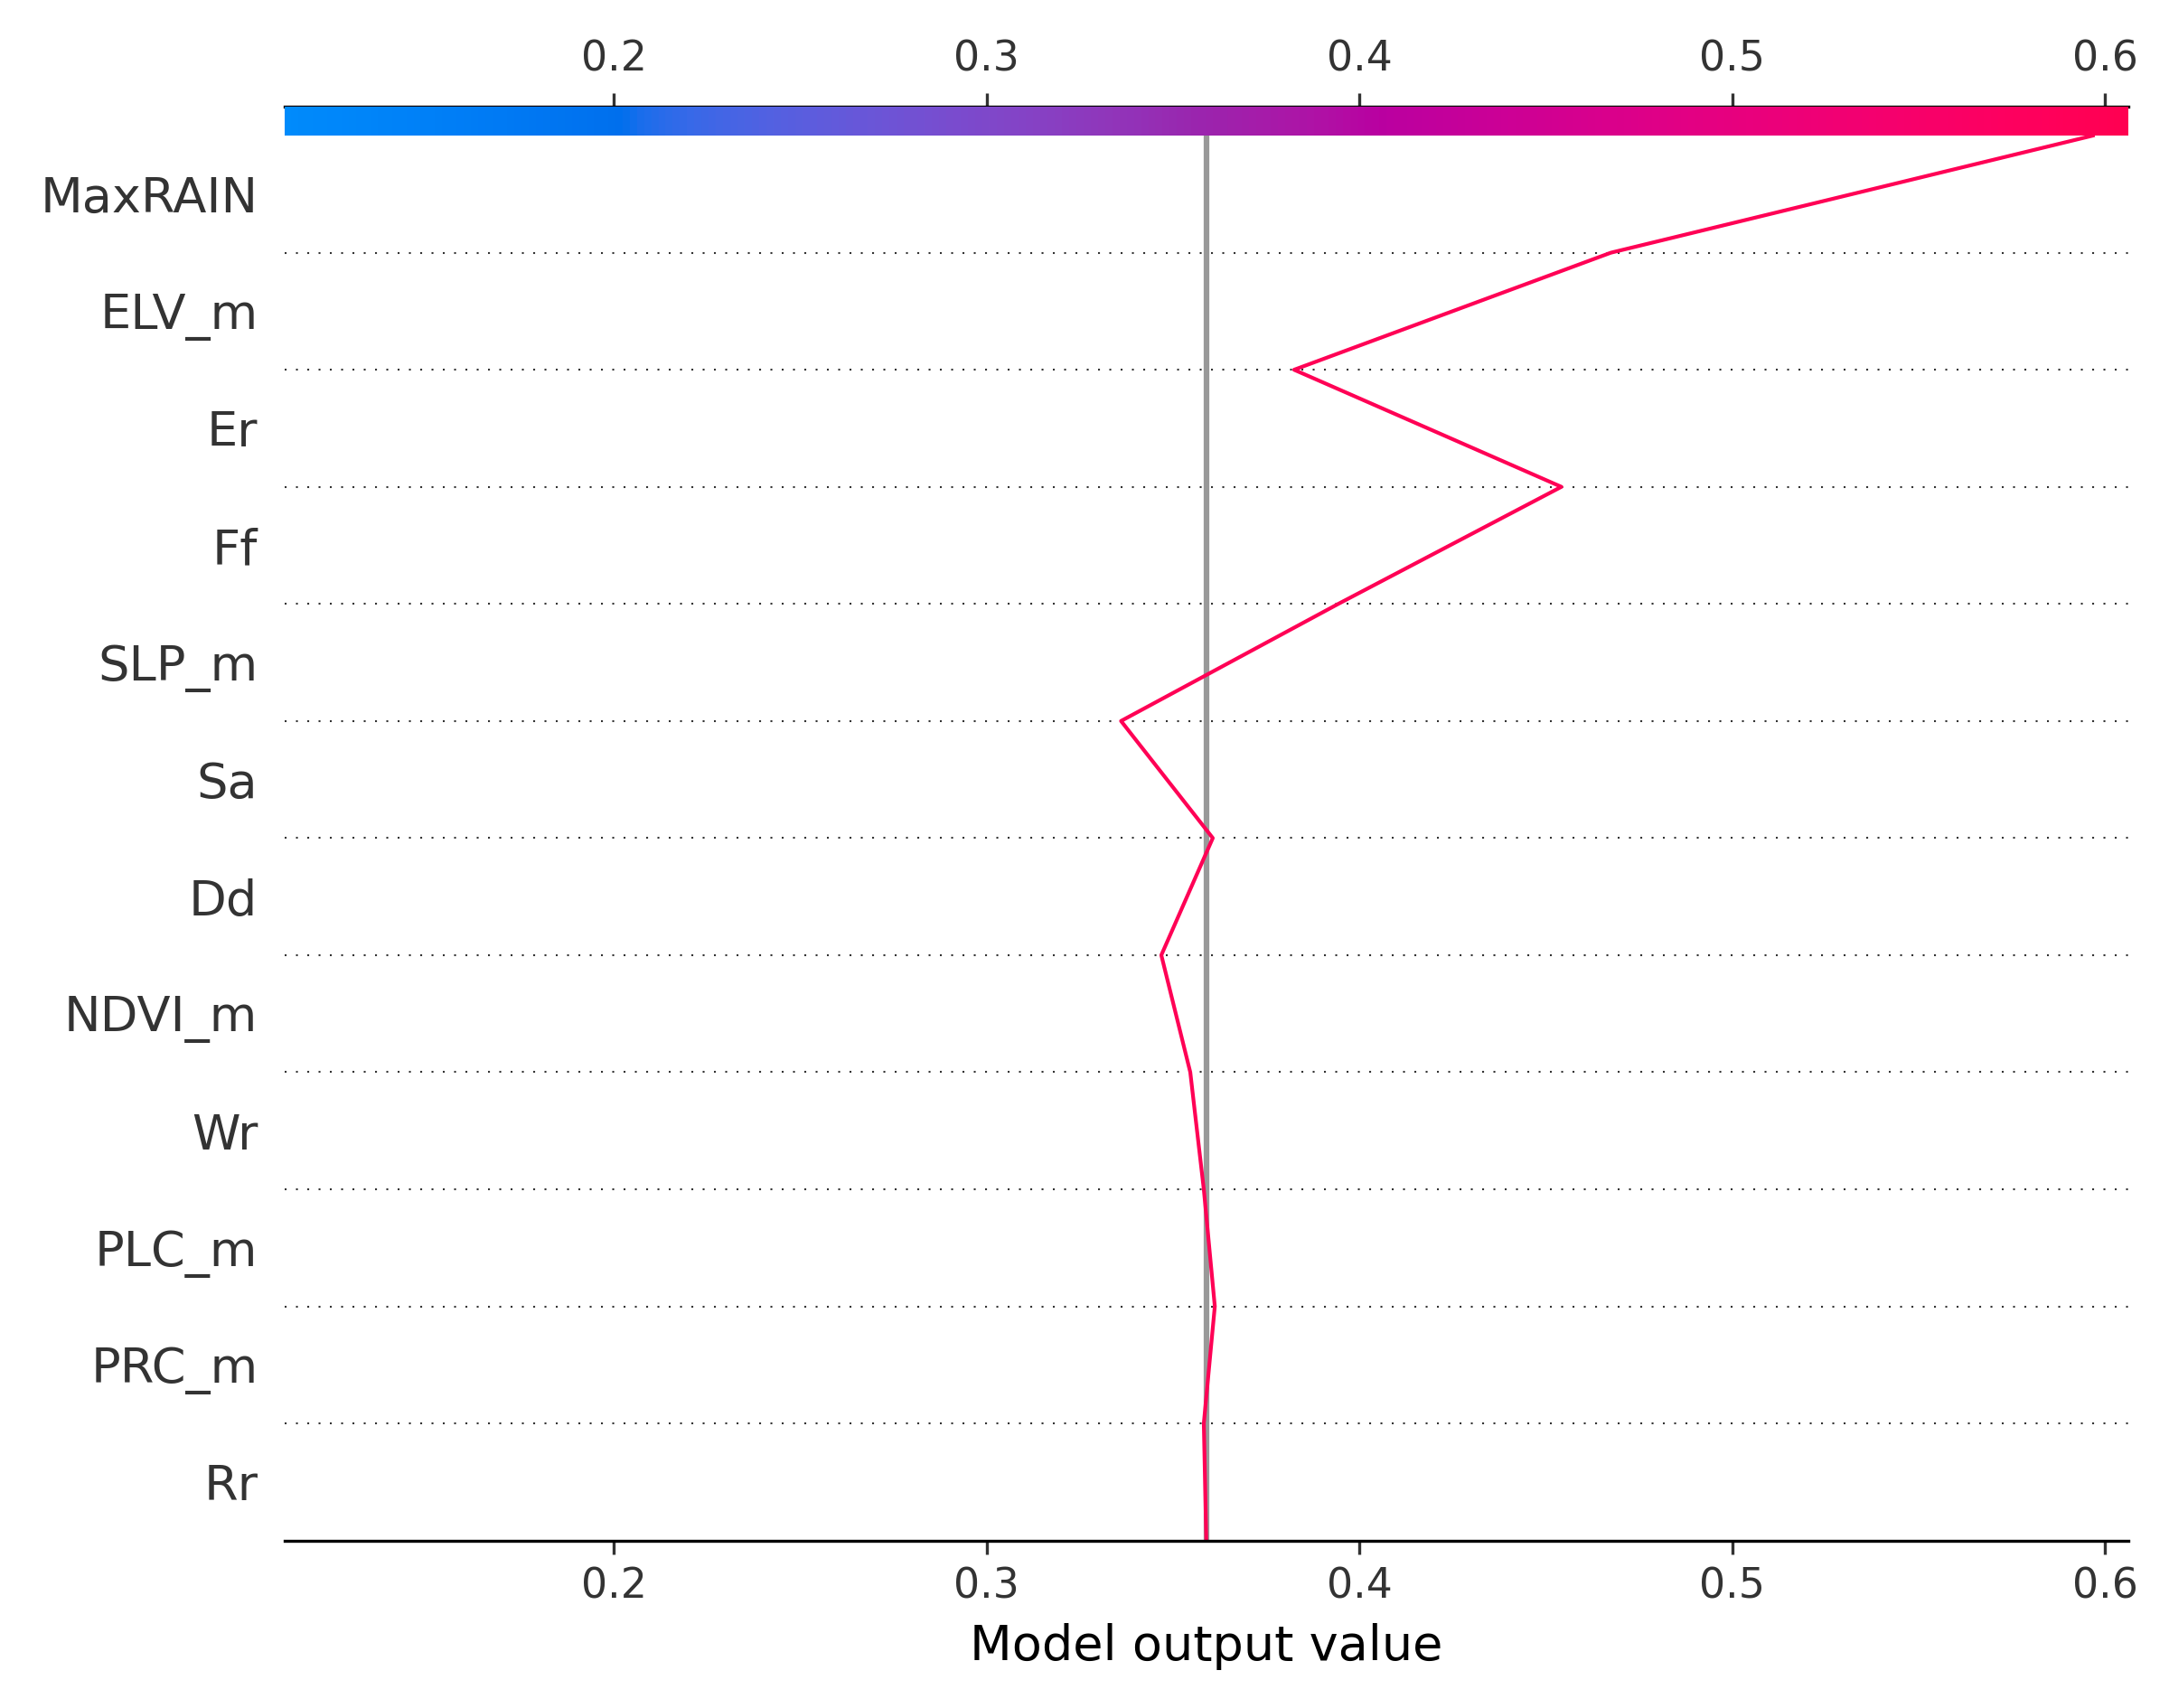 0.2 0.3 0.4 0.5 0.6
MaxRAIN
ELV_m
Er
Ff
SLP_m
Sa
Dd
NDVI_m
Wr
PLC_m
PRC_m
Rr
0.2 0.3 0.4 0.5 0.6
Model output value